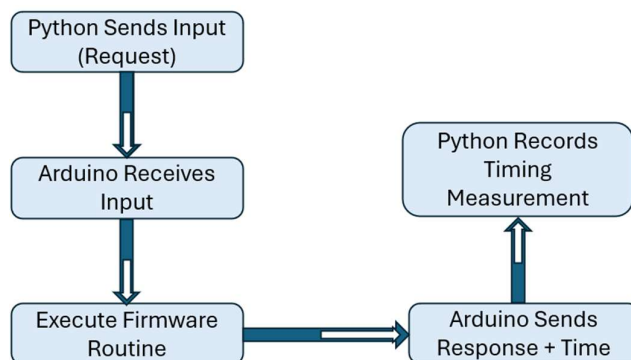 Python Sends Input
(Request)
Arduino Receives
Input
Execute Firmware
Routine
Arduino Sends
Response + Time
Python Records
Timing
Measurement